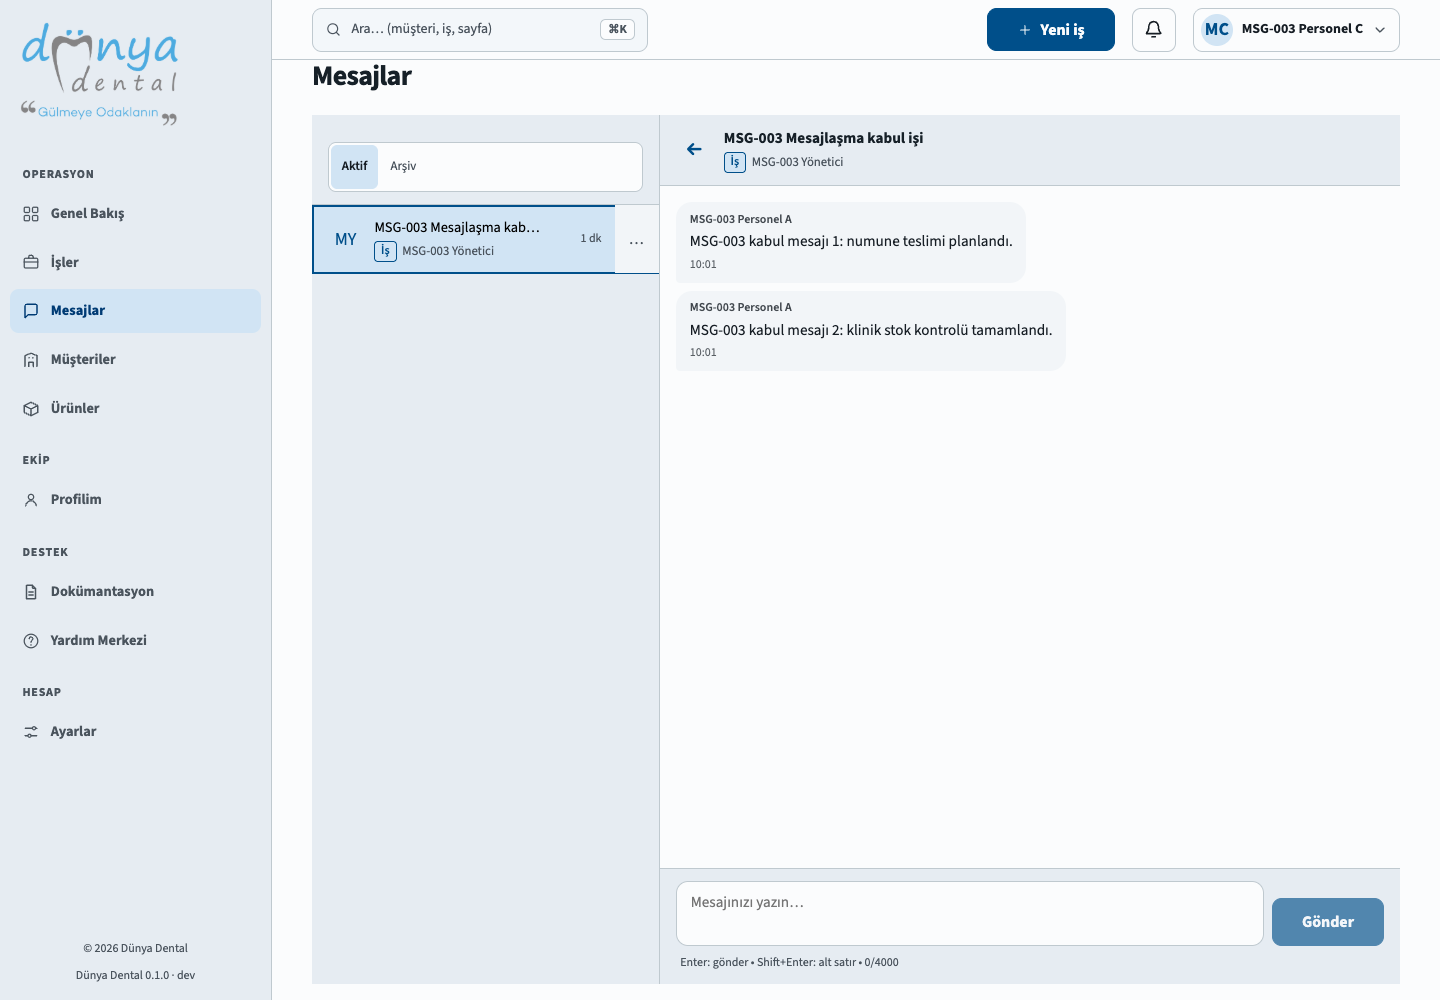 dünya
dental
“Gülmeye Odaklanın”
OPERASYON
Genel Bakış
İşler
Mesajlar
Müşteriler
Ürünler
EKİP
Profilim
DESTEK
Dokümantasyon
Yardım Merkezi
HESAP
Ayarlar
© 2026 Dünya Dental
Dünya Dental 0.1.0 · dev
Ara… (müşteri, iş, sayfa) ⌘K
+ Yeni iş
MC MSG-003 Personel C
Mesajlar
Aktif Arşiv
MY MSG-003 Mesajlaşma kab… 1 dk …
İş MSG-003 Yönetici
MSG-003 Mesajlaşma kabul işi
İş MSG-003 Yönetici
MSG-003 Personel A
MSG-003 kabul mesajı 1: numune teslimi planlandı.
10:01
MSG-003 Personel A
MSG-003 kabul mesajı 2: klinik stok kontrolü tamamlandı.
10:01
Mesajınızı yazın…
Gönder
Enter: gönder • Shift+Enter: alt satır • 0/4000